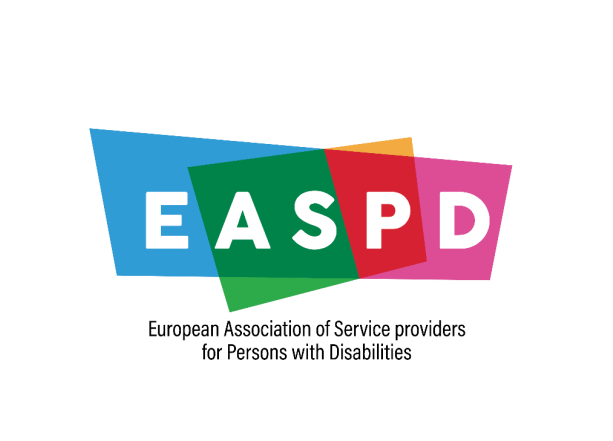 EASPD
European Association of Service providers
for Persons with Disabilities